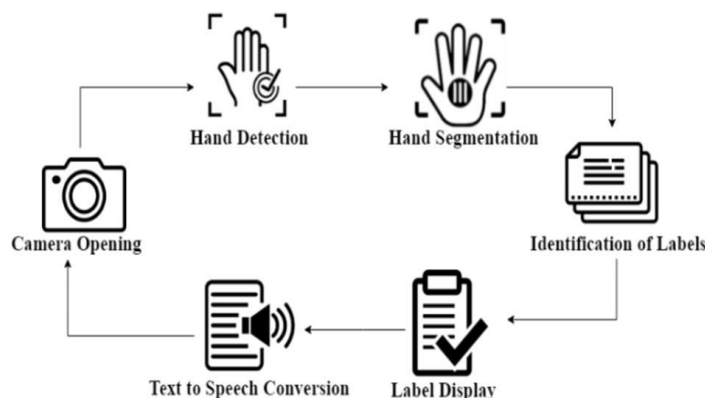 Hand Detection
Hand Segmentation
Camera Opening
Identification of Labels
Text to Speech Conversion
Label Display